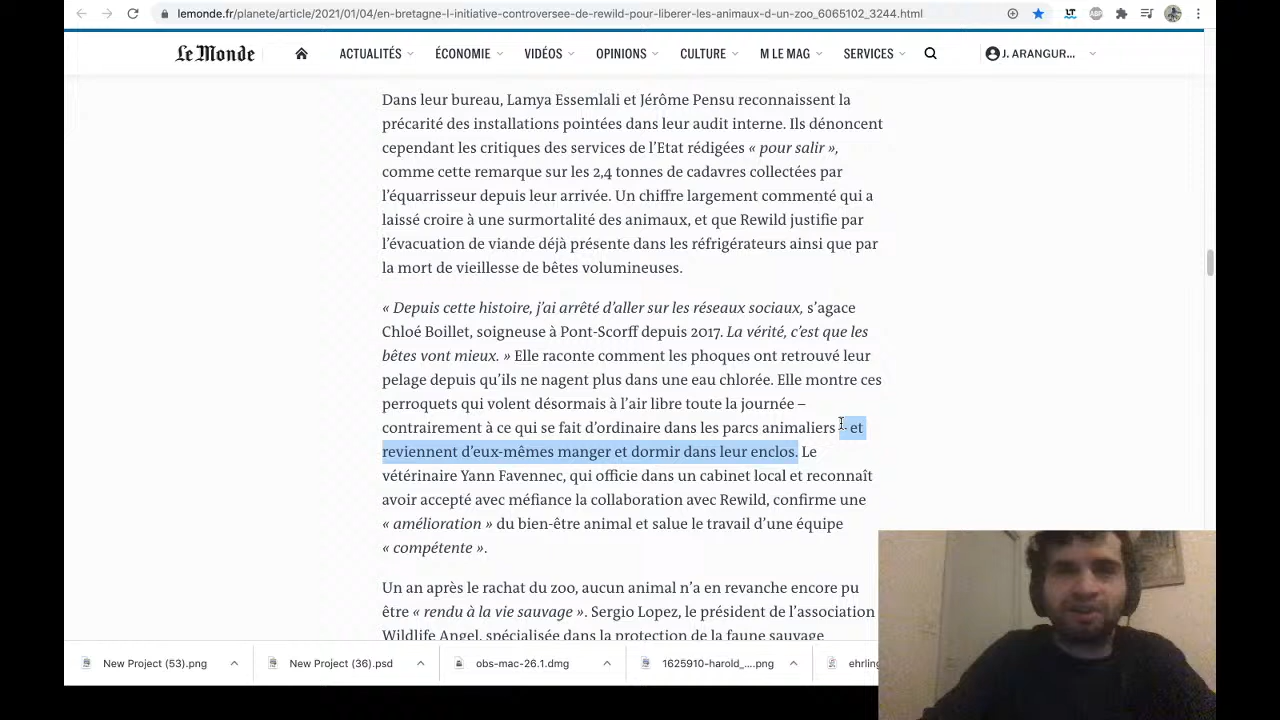 lemonde.fr/planete/article/2021/01/04/en-bretagne-l-initiative-controversee-de-rewild-pour-liberer-les-animaux-d-un-zoo_6065102_3244.html
LT
ABP
Le Monde
ACTUALITÉS
ÉCONOMIE
VIDÉOS
OPINIONS
CULTURE
M LE MAG
SERVICES
J. ARANGUR...
Dans leur bureau, Lamya Essemlali et Jérôme Pensu reconnaissent la
précarité des installations pointées dans leur audit interne. Ils dénoncent
cependant les critiques des services de l’Etat rédigées « pour salir »,
comme cette remarque sur les 2,4 tonnes de cadavres collectées par
l’équarrisseur depuis leur arrivée. Un chiffre largement commenté qui a
laissé croire à une surmortalité des animaux, et que Rewild justifie par
l’évacuation de viande déjà présente dans les réfrigérateurs ainsi que par
la mort de vieillesse de bêtes volumineuses.
« Depuis cette histoire, j’ai arrêté d’aller sur les réseaux sociaux, s’agace
Chloé Boillet, soigneuse à Pont-Scorff depuis 2017. La vérité, c’est que les
bêtes vont mieux. » Elle raconte comment les phoques ont retrouvé leur
pelage depuis qu’ils ne nagent plus dans une eau chlorée. Elle montre ces
perroquets qui volent désormais à l’air libre toute la journée –
contrairement à ce qui se fait d’ordinaire dans les parcs animaliers – et
reviennent d’eux-mêmes manger et dormir dans leur enclos. Le
vétérinaire Yann Favennec, qui officie dans un cabinet local et reconnaît
avoir accepté avec méfiance la collaboration avec Rewild, confirme une
« amélioration » du bien-être animal et salue le travail d’une équipe
« compétente ».
Un an après le rachat du zoo, aucun animal n’a en revanche encore pu
être « rendu à la vie sauvage ». Sergio Lopez, le président de l’association
Wildlife Angel, spécialisée dans la protection de la faune sauvage
New Project (53).png
New Project (36).psd
obs-mac-26.1.dmg
1625910-harold_....png
ehrling